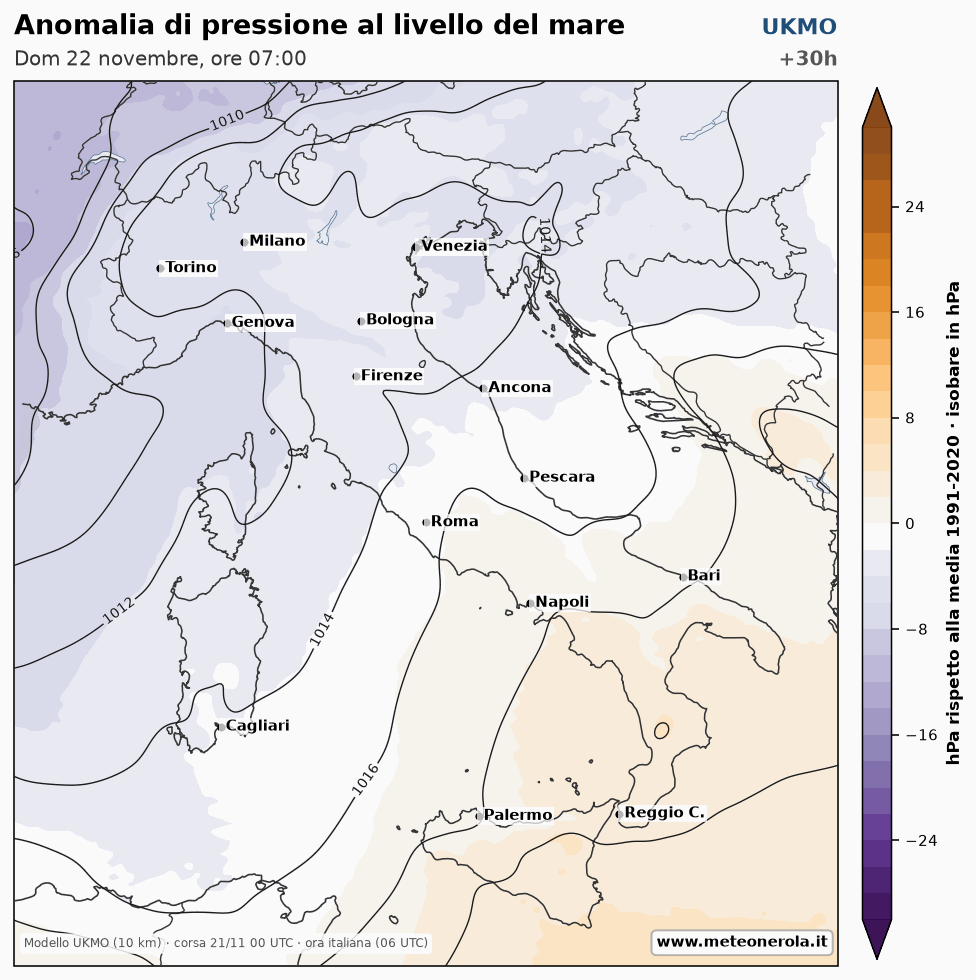 Anomalia di pressione al livello del mare
UKMO
Dom 22 novembre, ore 07:00
+30h
1010
1014
Milano
Venezia
Torino
Genova
Bologna
Firenze
Ancona
Pescara
Roma
Bari
Napoli
1012
1014
Cagliari
1016
Palermo
Reggio C.
24
16
8
0
−8
−16
−24
hPa rispetto alla media 1991-2020 · isobare in hPa
Modello UKMO (10 km) · corsa 21/11 00 UTC · ora italiana (06 UTC)
www.meteonerola.it